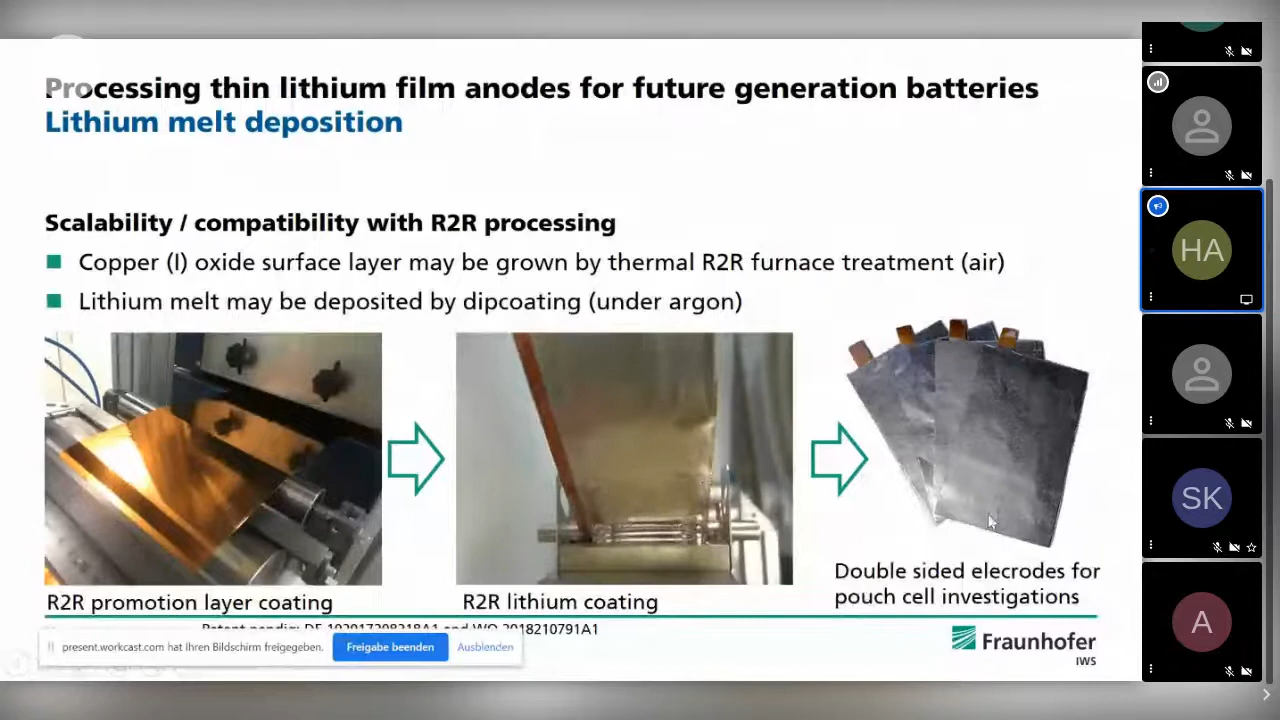 Processing thin lithium film anodes for future generation batteries
Lithium melt deposition
Scalability / compatibility with R2R processing
Copper (I) oxide surface layer may be grown by thermal R2R furnace treatment (air)
Lithium melt may be deposited by dipcoating (under argon)
R2R promotion layer coating
R2R lithium coating
Double sided elecrodes for
pouch cell investigations
Patent pendig: DE 102017208218A1 and WO 2018210791A1
present.workcast.com hat Ihren Bildschirm freigegeben.
Freigabe beenden
Ausblenden
Fraunhofer
IWS
HA
SK
A